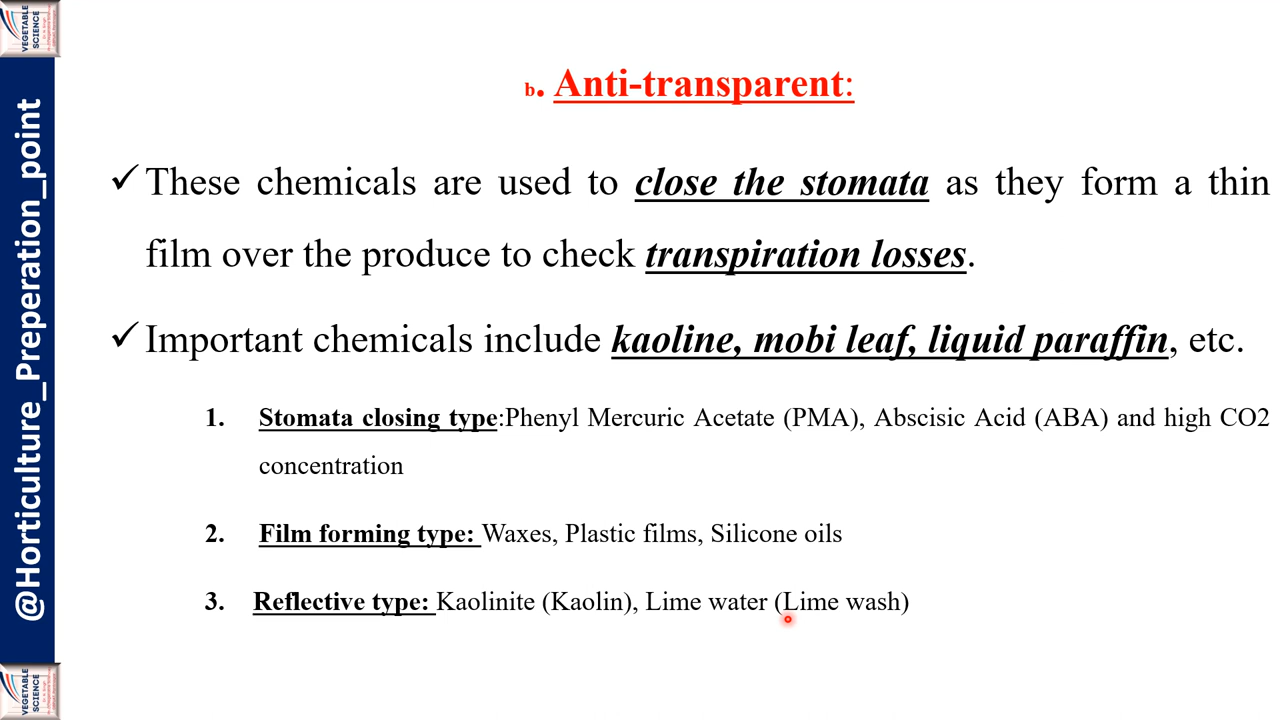 VEGETABLE
SCIENCE
@Horticulture_Preperation_point
b. Anti-transparent:
✓ These chemicals are used to close the stomata as they form a thin
film over the produce to check transpiration losses.
✓ Important chemicals include kaoline, mobi leaf, liquid paraffin, etc.
1. Stomata closing type:Phenyl Mercuric Acetate (PMA), Abscisic Acid (ABA) and high CO2
concentration
2. Film forming type: Waxes, Plastic films, Silicone oils
3. Reflective type: Kaolinite (Kaolin), Lime water (Lime wash)
VEGETABLE
SCIENCE